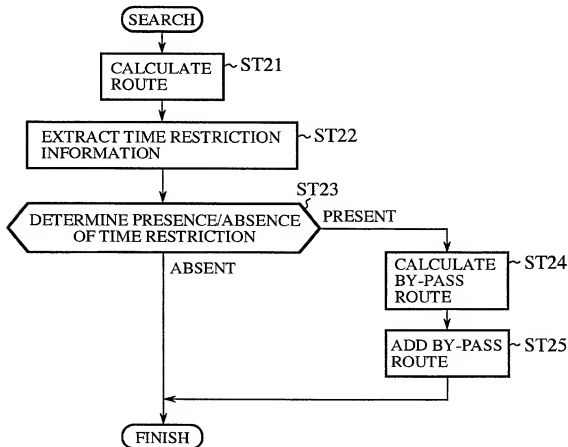 SEARCH
CALCULATE
ROUTE
ST21
EXTRACT TIME RESTRICTION
INFORMATION
ST22
ST23
DETERMINE PRESENCE/ABSENCE
OF TIME RESTRICTION
PRESENT
ABSENT
CALCULATE
BY-PASS
ROUTE
ST24
ADD BY-PASS
ROUTE
ST25
FINISH